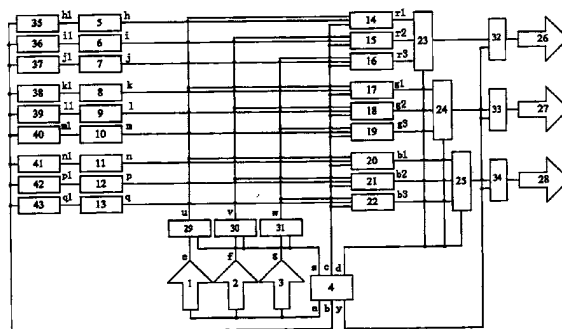 35 h1 5 h 14 r1 23 32 26
36 i1 6 i 15 r2
37 j1 7 j 16 r3
38 k1 8 k 17 g1 24 33 27
39 l1 9 l 18 g2
40 m1 10 m 19 g3
41 n1 11 n 20 b1 25 34 28
42 p1 12 p 21 b2
43 q1 13 q 22 b3
u v w
29 30 31
s c d
e f g
1 2 3 4
a b y